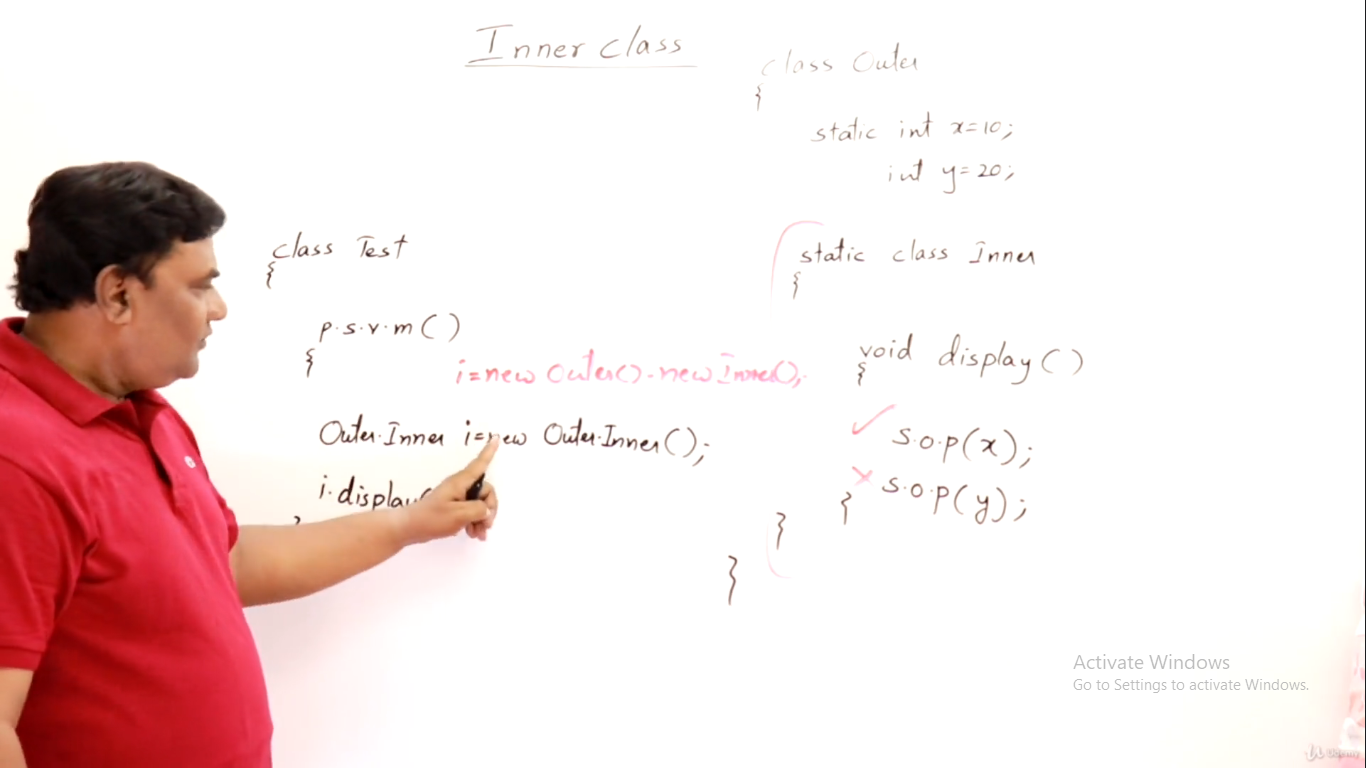 Inner class
class Outer
{
static int x=10;
int y=20;
static class Inner
{
void display()
{
✓ s.o.p(x);
✗ s.o.p(y);
}
}
}
class Test
{
p.s.v.m()
{
i=new Outer().new Inner();
Outer.Inner i=new Outer.Inner();
i.display(
}
Activate Windows
Go to Settings to activate Windows.
Udemy